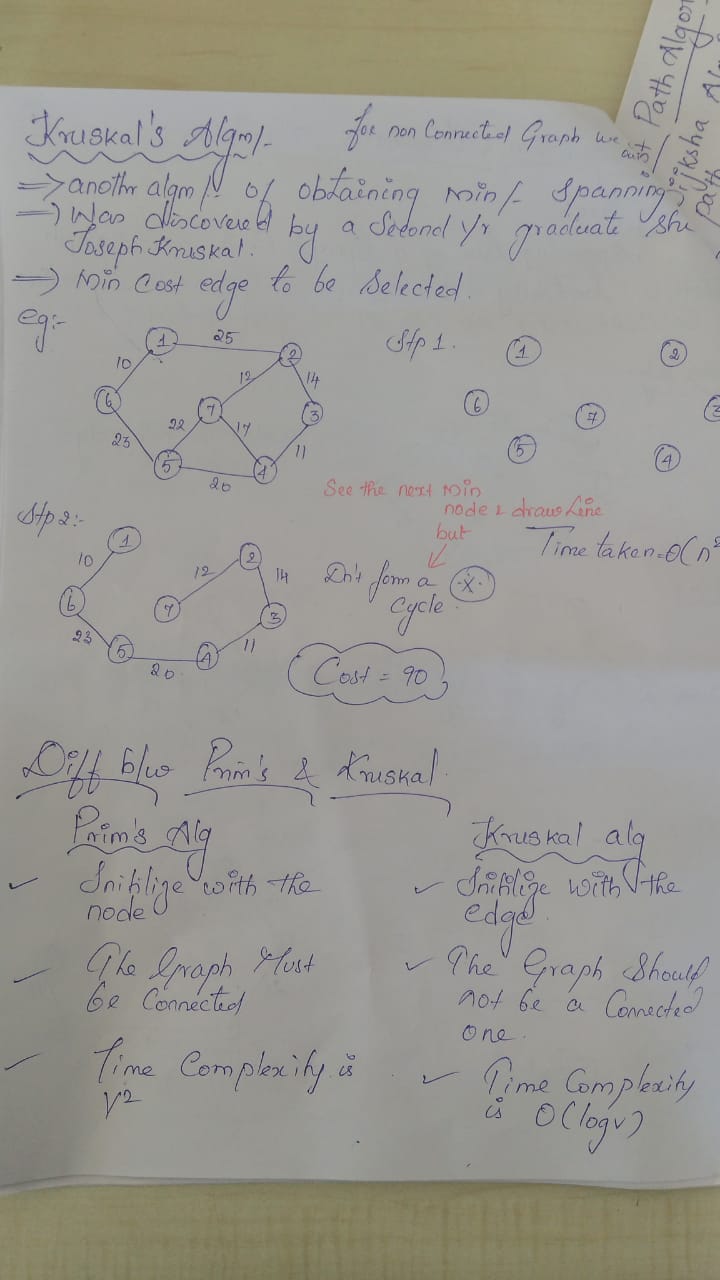 Path Algor
Kruskal's Algm/-
for non Connected Graph we
=> anothr algm/- of obtaining Min/- Spanning
=> Was discovered by a Second Yr graduate stu
Joseph Kruskal.
=> Min Cost edge to be Selected.
eg:-
1 25 2
10 12 14
6 7 3
23 22 17 11
5 20 4
Stp 1.
1 2
6 7 3
5 4
See the next Min
node & draws Line
but
Time taken = O(n²
Stp 2:-
1
10 12 2 14
6 7 3
23 5 20 4 11
Dn't form a
Cycle
x
Cost = 90
Diff b/w Prim's & Kruskal
Prim's Alg
Initilize with the
node
The Graph Must
be Connected
Time Complexity is
V²
Kruskal alg
Initilize with the
edge.
The Graph Should
not be a Connected
one.
Time Complexity
is O(logv)